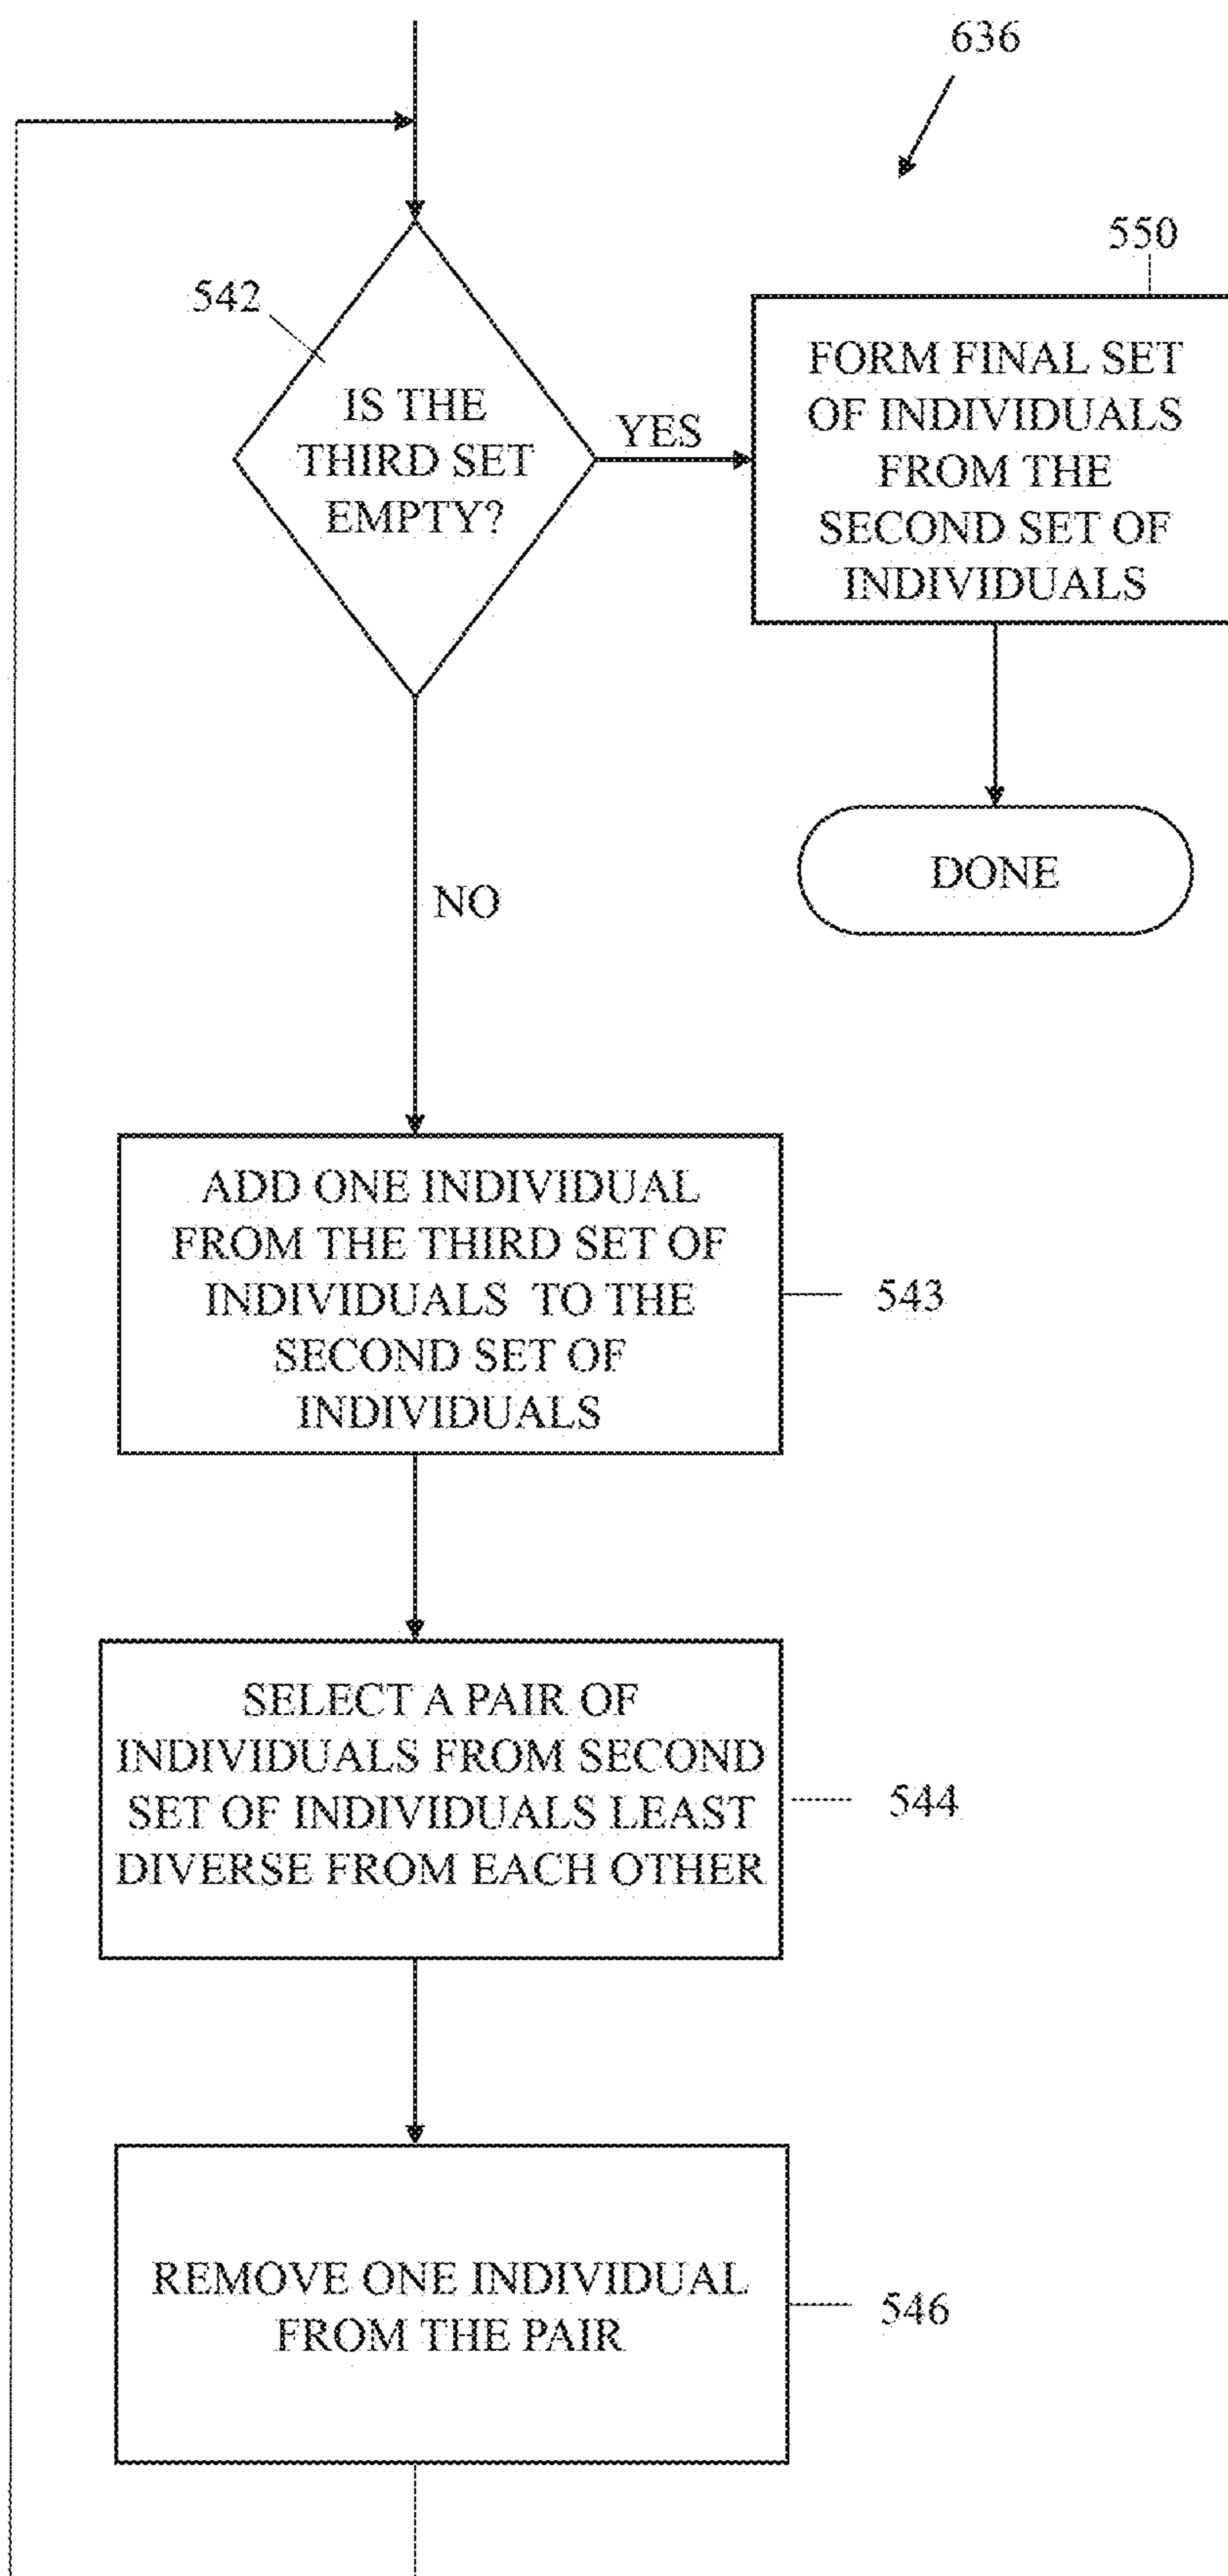 636
550
542
IS THE
THIRD SET
EMPTY?
YES
FORM FINAL SET
OF INDIVIDUALS
FROM THE
SECOND SET OF
INDIVIDUALS
DONE
NO
ADD ONE INDIVIDUAL
FROM THE THIRD SET OF
INDIVIDUALS TO THE
SECOND SET OF
INDIVIDUALS
543
SELECT A PAIR OF
INDIVIDUALS FROM SECOND
SET OF INDIVIDUALS LEAST
DIVERSE FROM EACH OTHER
544
REMOVE ONE INDIVIDUAL
FROM THE PAIR
546